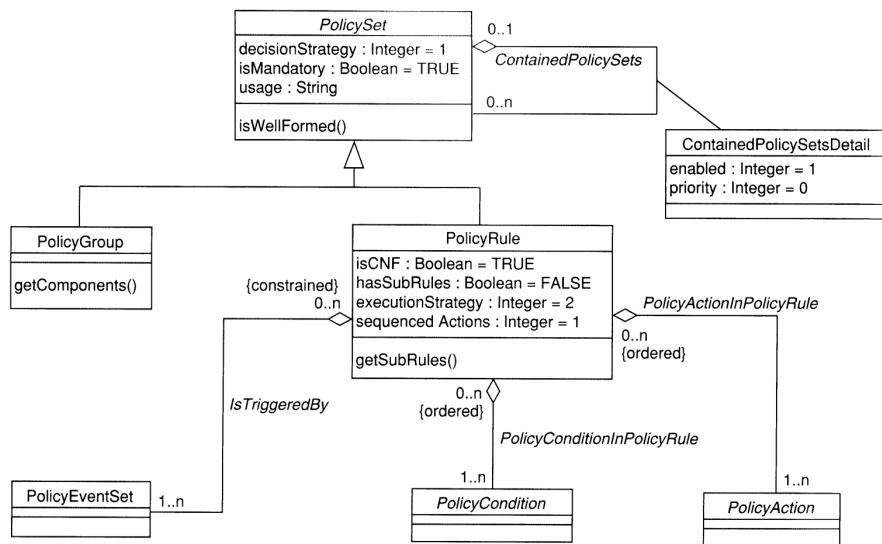 PolicySet
decisionStrategy : Integer = 1
isMandatory : Boolean = TRUE
usage : String
isWellFormed()
0..1
ContainedPolicySets
0..n
ContainedPolicySetsDetail
enabled : Integer = 1
priority : Integer = 0
PolicyGroup
getComponents()
PolicyRule
isCNF : Boolean = TRUE
hasSubRules : Boolean = FALSE
executionStrategy : Integer = 2
sequenced Actions : Integer = 1
getSubRules()
{constrained}
0..n
PolicyActionInPolicyRule
0..n
{ordered}
0..n
{ordered}
IsTriggeredBy
PolicyConditionInPolicyRule
1..n
1..n
1..n
PolicyEventSet
PolicyCondition
PolicyAction